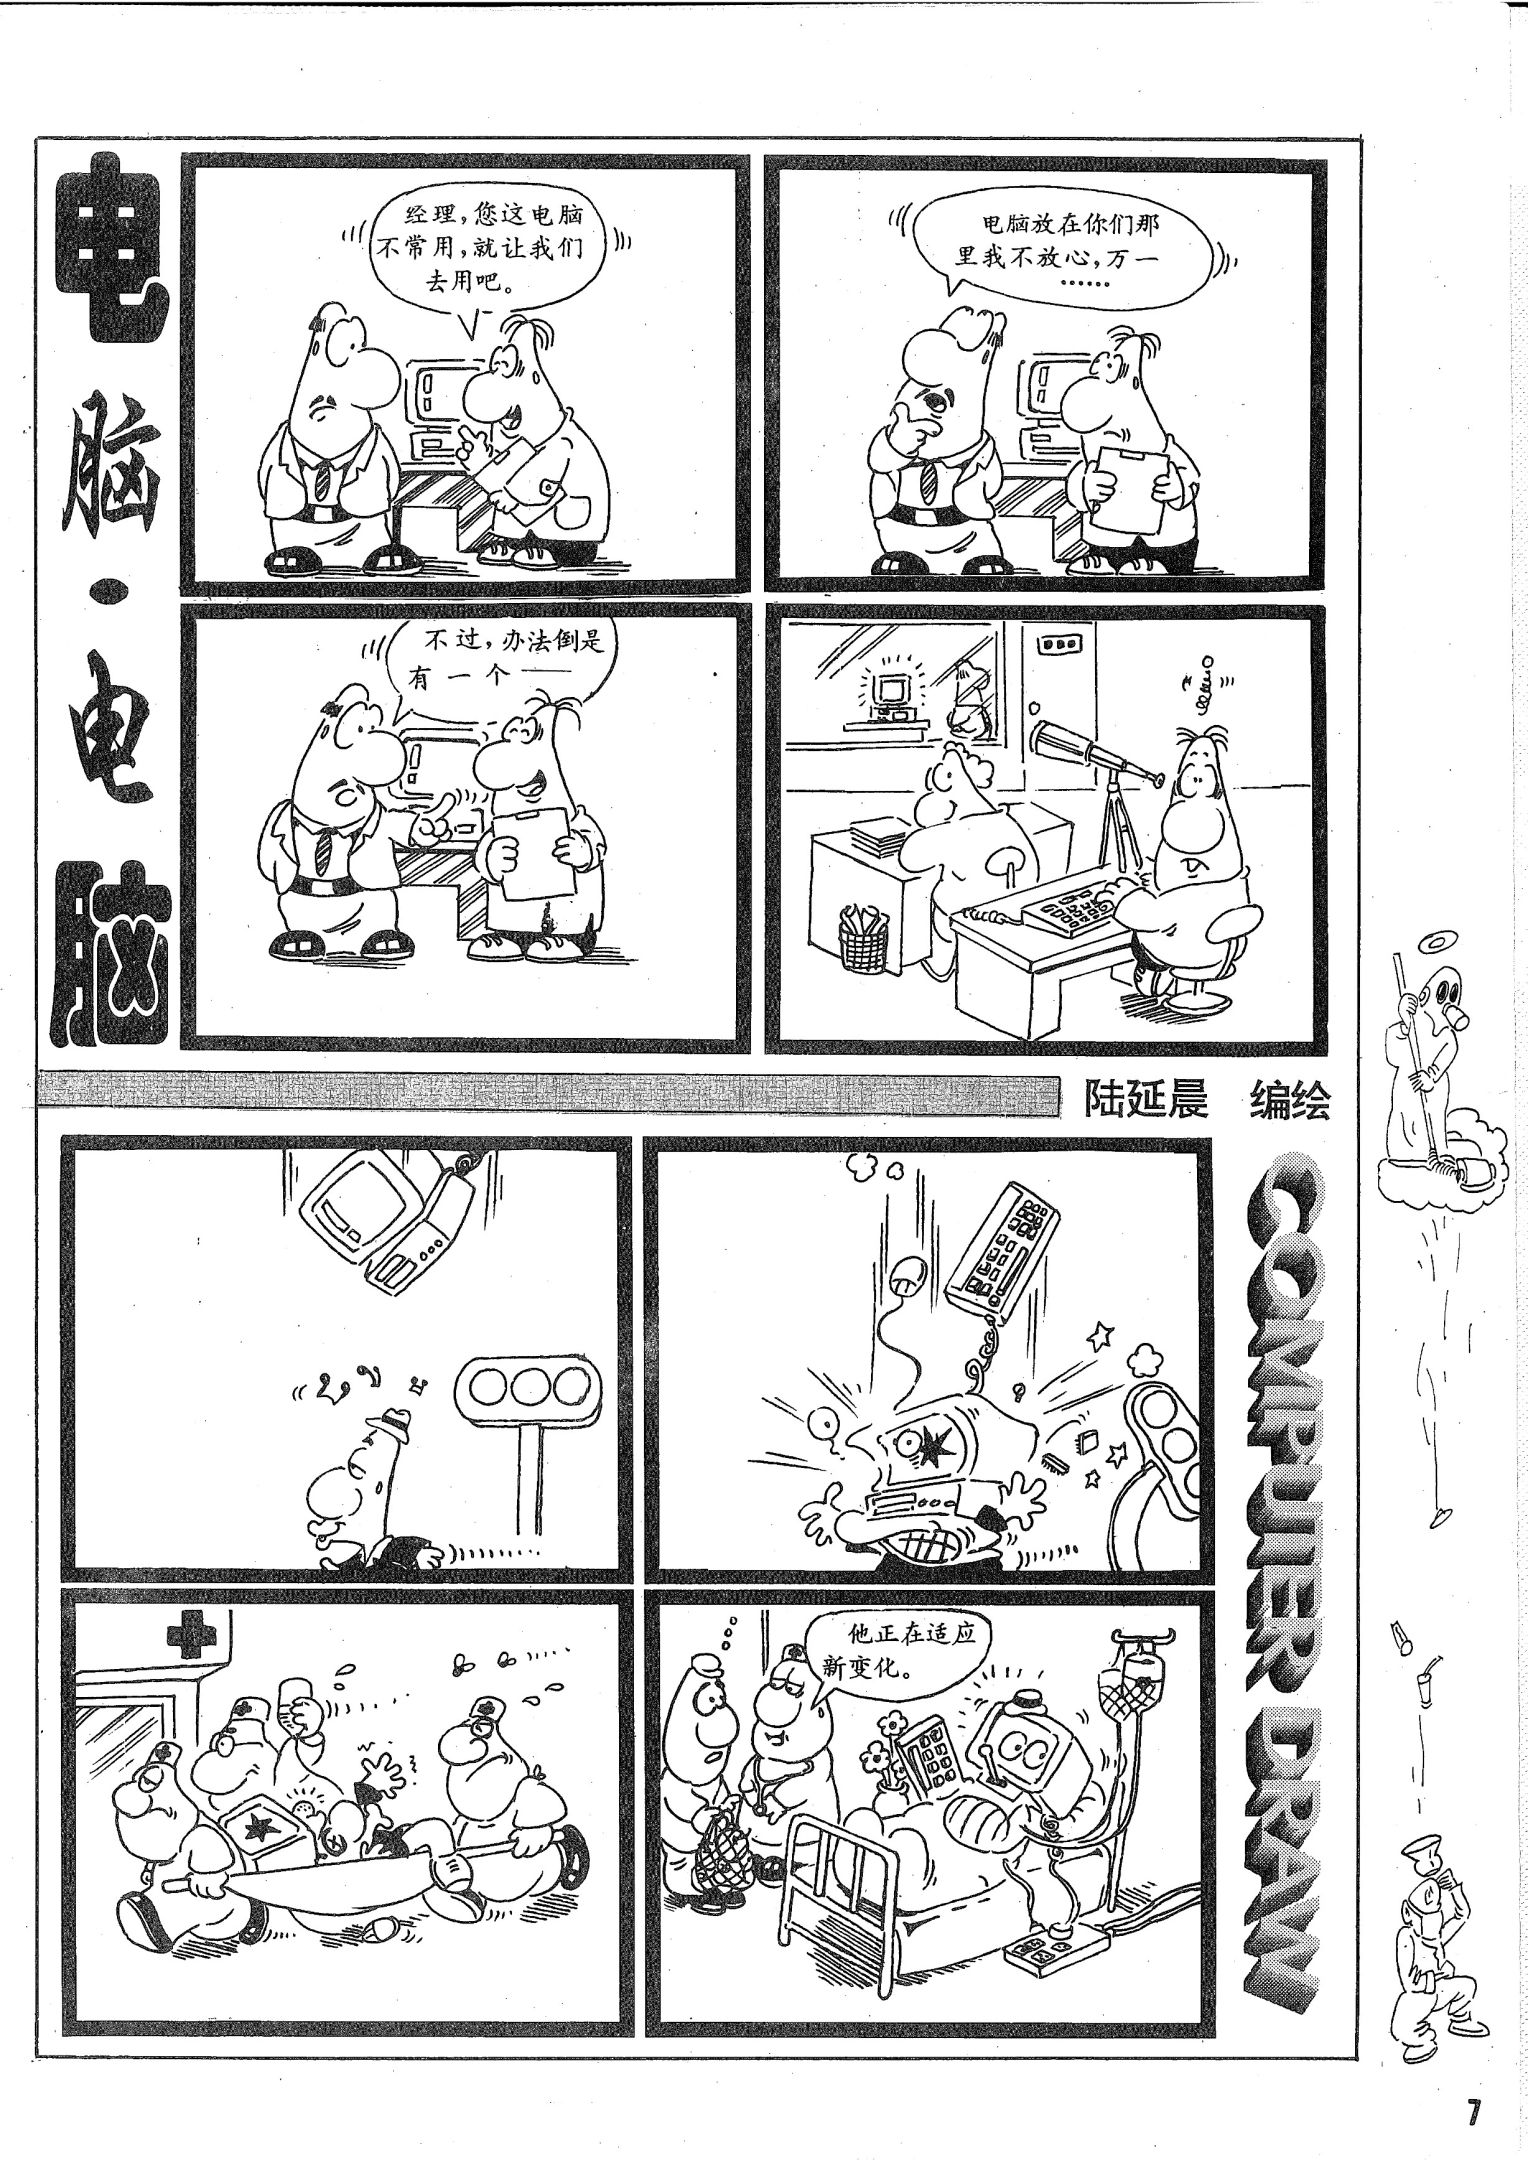 电脑·电脑
经理，您这电脑
不常用，就让我们
去用吧。
电脑放在你们那
里我不放心，万一
……
不过，办法倒是
有一个——
陆延晨 编绘
COMPUTER DRAW
他正在适应
新变化。
7